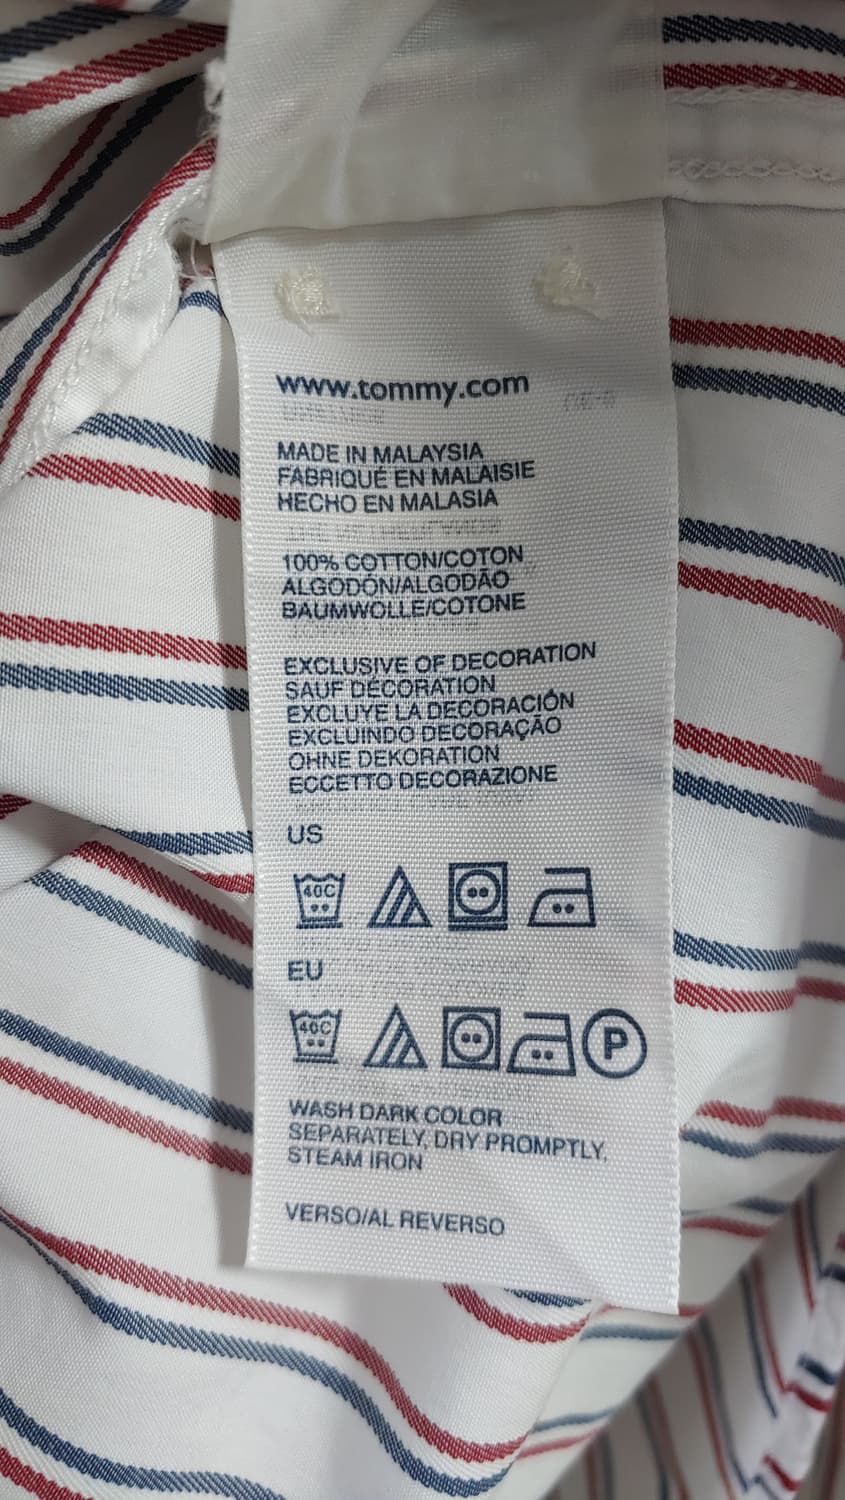 www.tommy.com
MADE IN MALAYSIA
FABRIQUÉ EN MALAISIE
HECHO EN MALASIA
100% COTTON/COTON
ALGODÓN/ALGODÃO
BAUMWOLLE/COTONE
EXCLUSIVE OF DECORATION
SAUF DÉCORATION
EXCLUYE LA DECORACIÓN
EXCLUINDO DECORAÇÃO
OHNE DEKORATION
ECCETTO DECORAZIONE
US
40C
EU
40C P
WASH DARK COLOR
SEPARATELY, DRY PROMPTLY,
STEAM IRON
VERSO/AL REVERSO